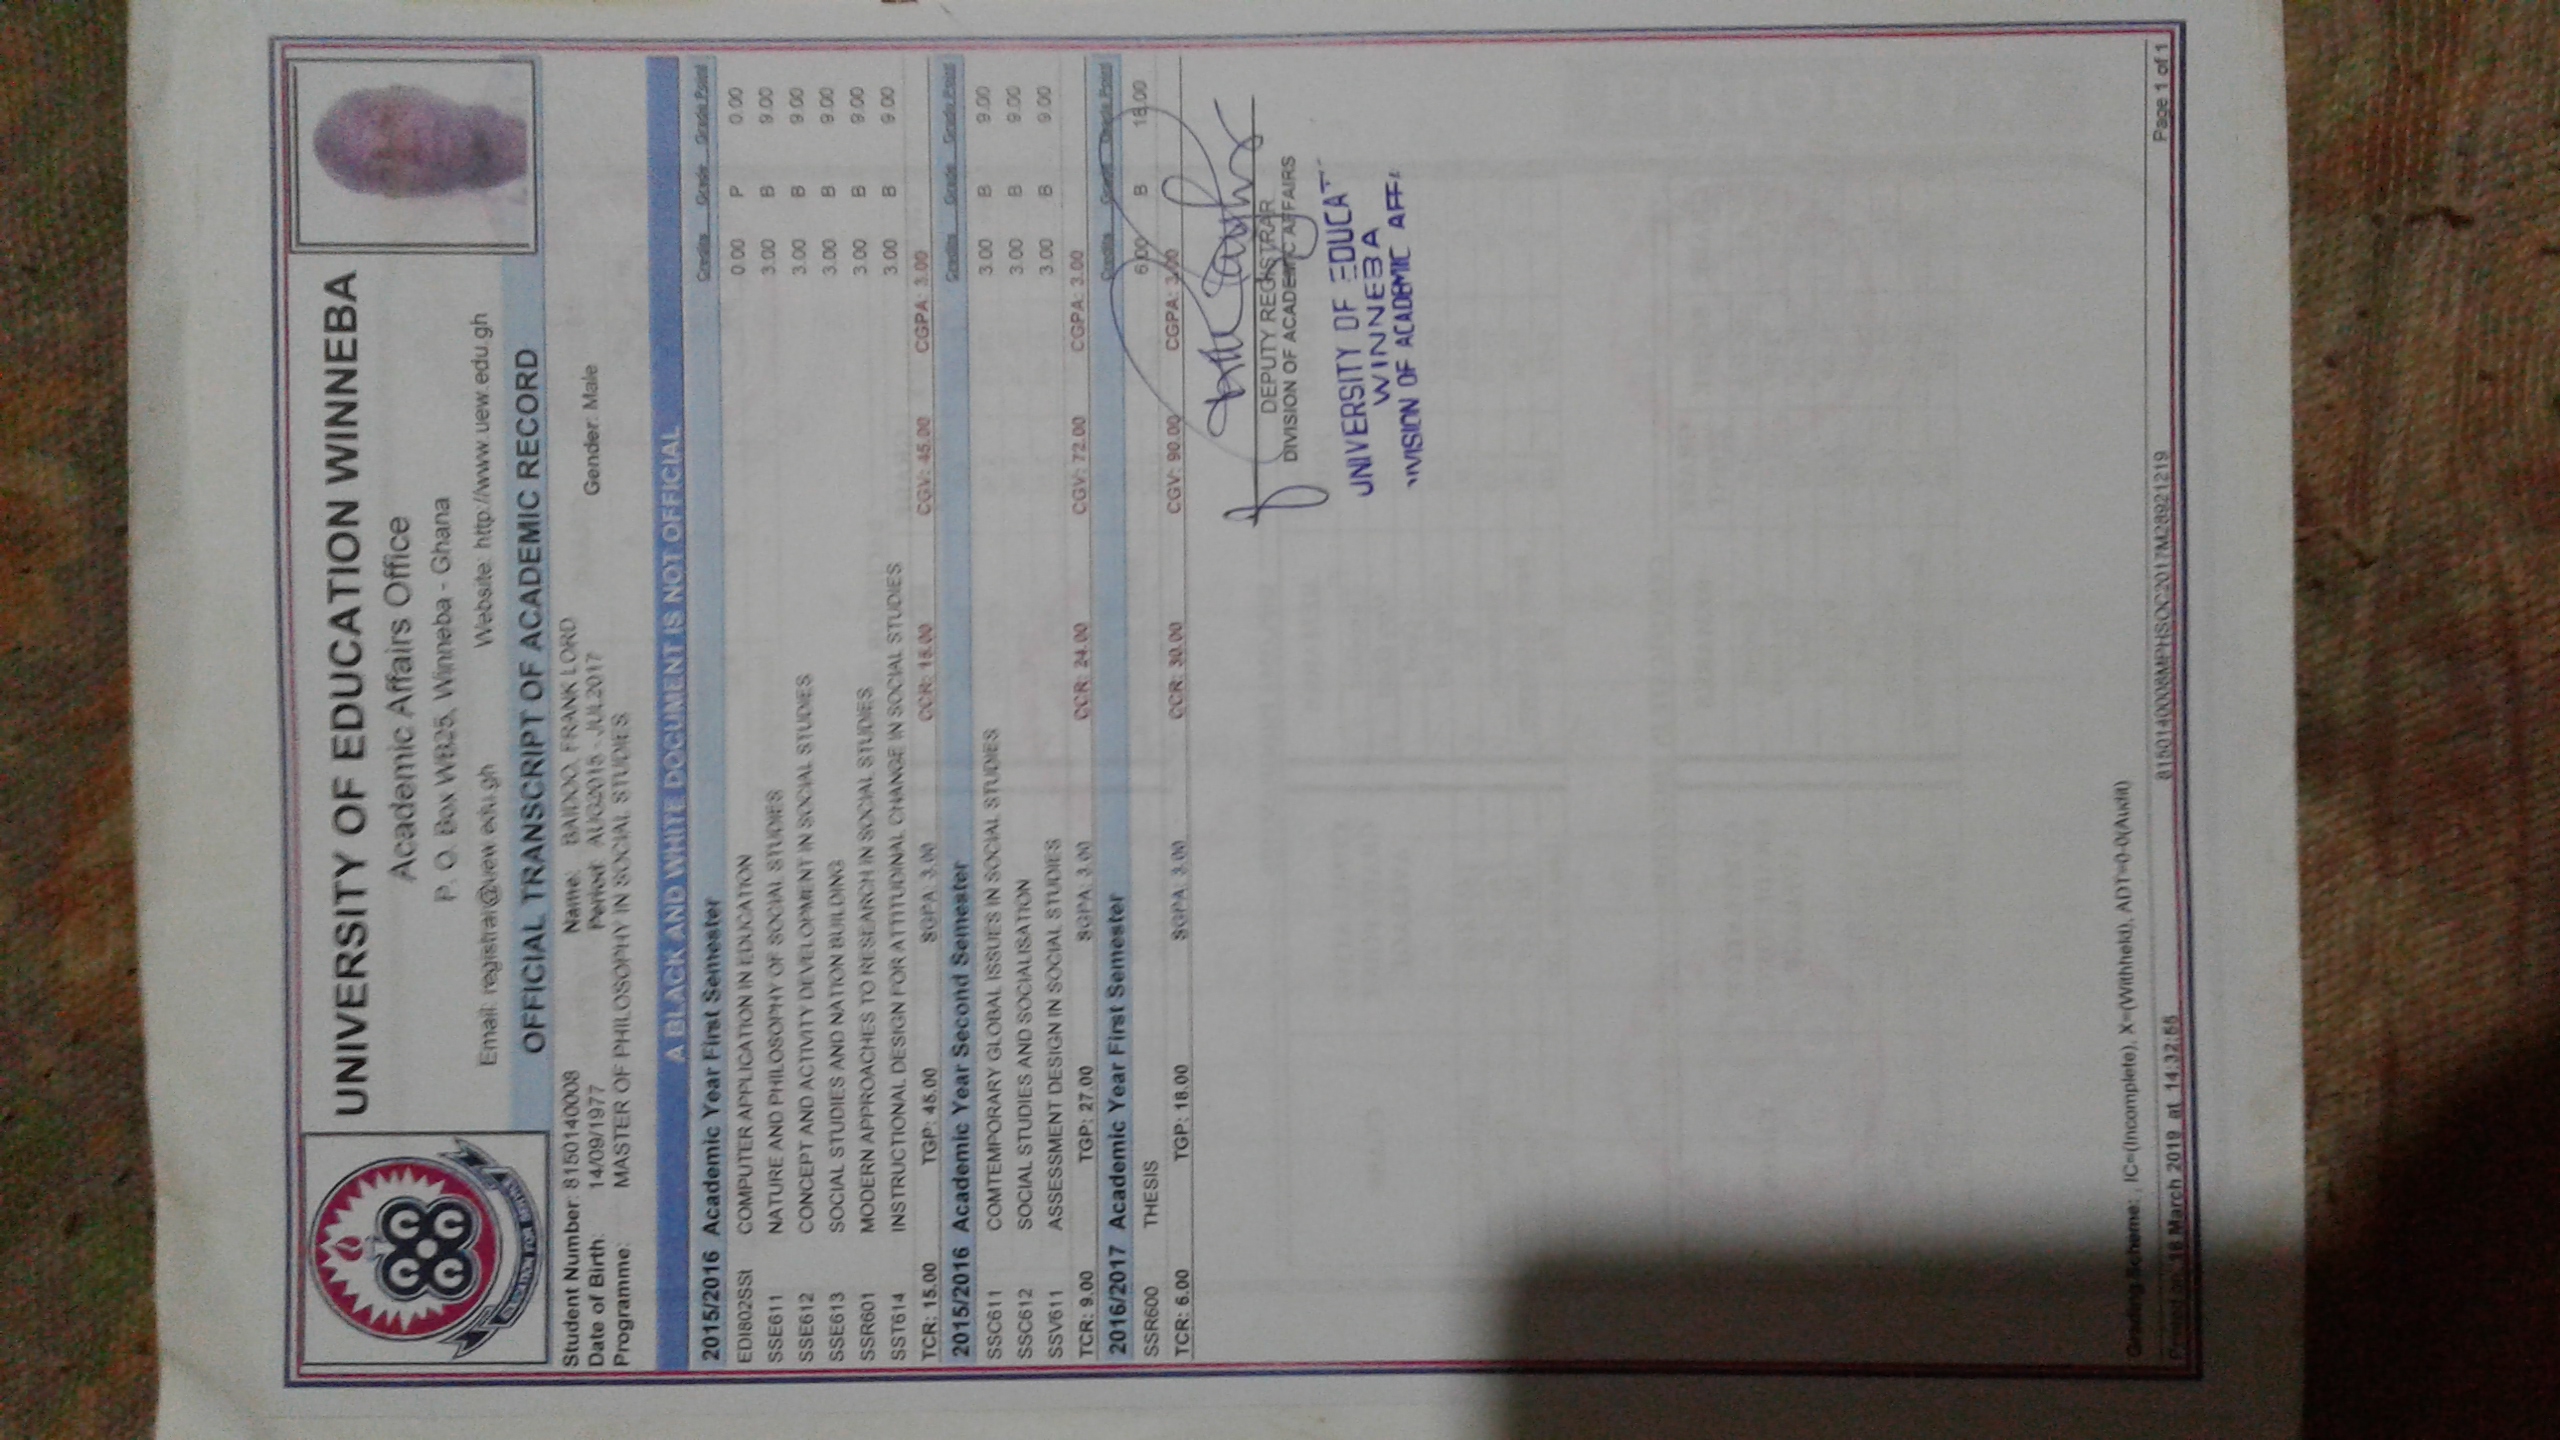 UNIVERSITY OF EDUCATION WINNEBA
Academic Affairs Office
P. O. Box WB25, Winneba - Ghana
Email: registrar@uew.edu.gh Website: http://www.uew.edu.gh
OFFICIAL TRANSCRIPT OF ACADEMIC RECORD
Student Number: 8150140008 Name: BAIDOO, FRANK LORD
Date of Birth: 14/09/1977 Period: AUG2015 - JUL2017 Gender: Male
Programme: MASTER OF PHILOSOPHY IN SOCIAL STUDIES
A BLACK AND WHITE DOCUMENT IS NOT OFFICIAL
2015/2016 Academic Year First Semester Credits Grade Grade Point
EDI802SSt COMPUTER APPLICATION IN EDUCATION 0.00 P 0.00
SSE611 NATURE AND PHILOSOPHY OF SOCIAL STUDIES 3.00 B 9.00
SSE612 CONCEPT AND ACTIVITY DEVELOPMENT IN SOCIAL STUDIES 3.00 B 9.00
SSE613 SOCIAL STUDIES AND NATION BUILDING 3.00 B 9.00
SSR601 MODERN APPROACHES TO RESEARCH IN SOCIAL STUDIES 3.00 B 9.00
SST614 INSTRUCTIONAL DESIGN FOR ATTITUDINAL CHANGE IN SOCIAL STUDIES 3.00 B 9.00
TCR: 15.00 TGP: 45.00 SGPA: 3.00 CCR: 15.00 CGV: 45.00 CGPA: 3.00
2015/2016 Academic Year Second Semester Credits Grade Grade Point
SSC611 COMTEMPORARY GLOBAL ISSUES IN SOCIAL STUDIES 3.00 B 9.00
SSC612 SOCIAL STUDIES AND SOCIALISATION 3.00 B 9.00
SSV611 ASSESSMENT DESIGN IN SOCIAL STUDIES 3.00 B 9.00
TCR: 9.00 TGP: 27.00 SGPA: 3.00 CCR: 24.00 CGV: 72.00 CGPA: 3.00
2016/2017 Academic Year First Semester Credits Grade Grade Point
SSR600 THESIS 6.00 B 18.00
TCR: 6.00 TGP: 18.00 SGPA: 3.00 CCR: 30.00 CGV: 90.00 CGPA: 3.00
DEPUTY REGISTRAR
DIVISION OF ACADEMIC AFFAIRS
UNIVERSITY OF EDUCAT
WINNEBA
DIVISION OF ACADEMIC AFF
Grading Scheme: , IC=(Incomplete), X=(Withheld), ADT=0-0(Audit)
Printed on: 18 March 2019 at 14:32:55 8150140008MPHSOC2017M28921219 Page 1 of 1